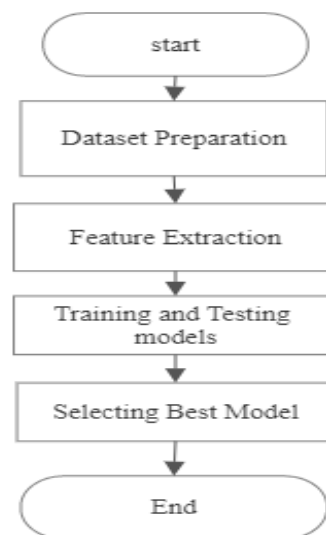 start
Dataset Preparation
Feature Extraction
Training and Testing
models
Selecting Best Model
End